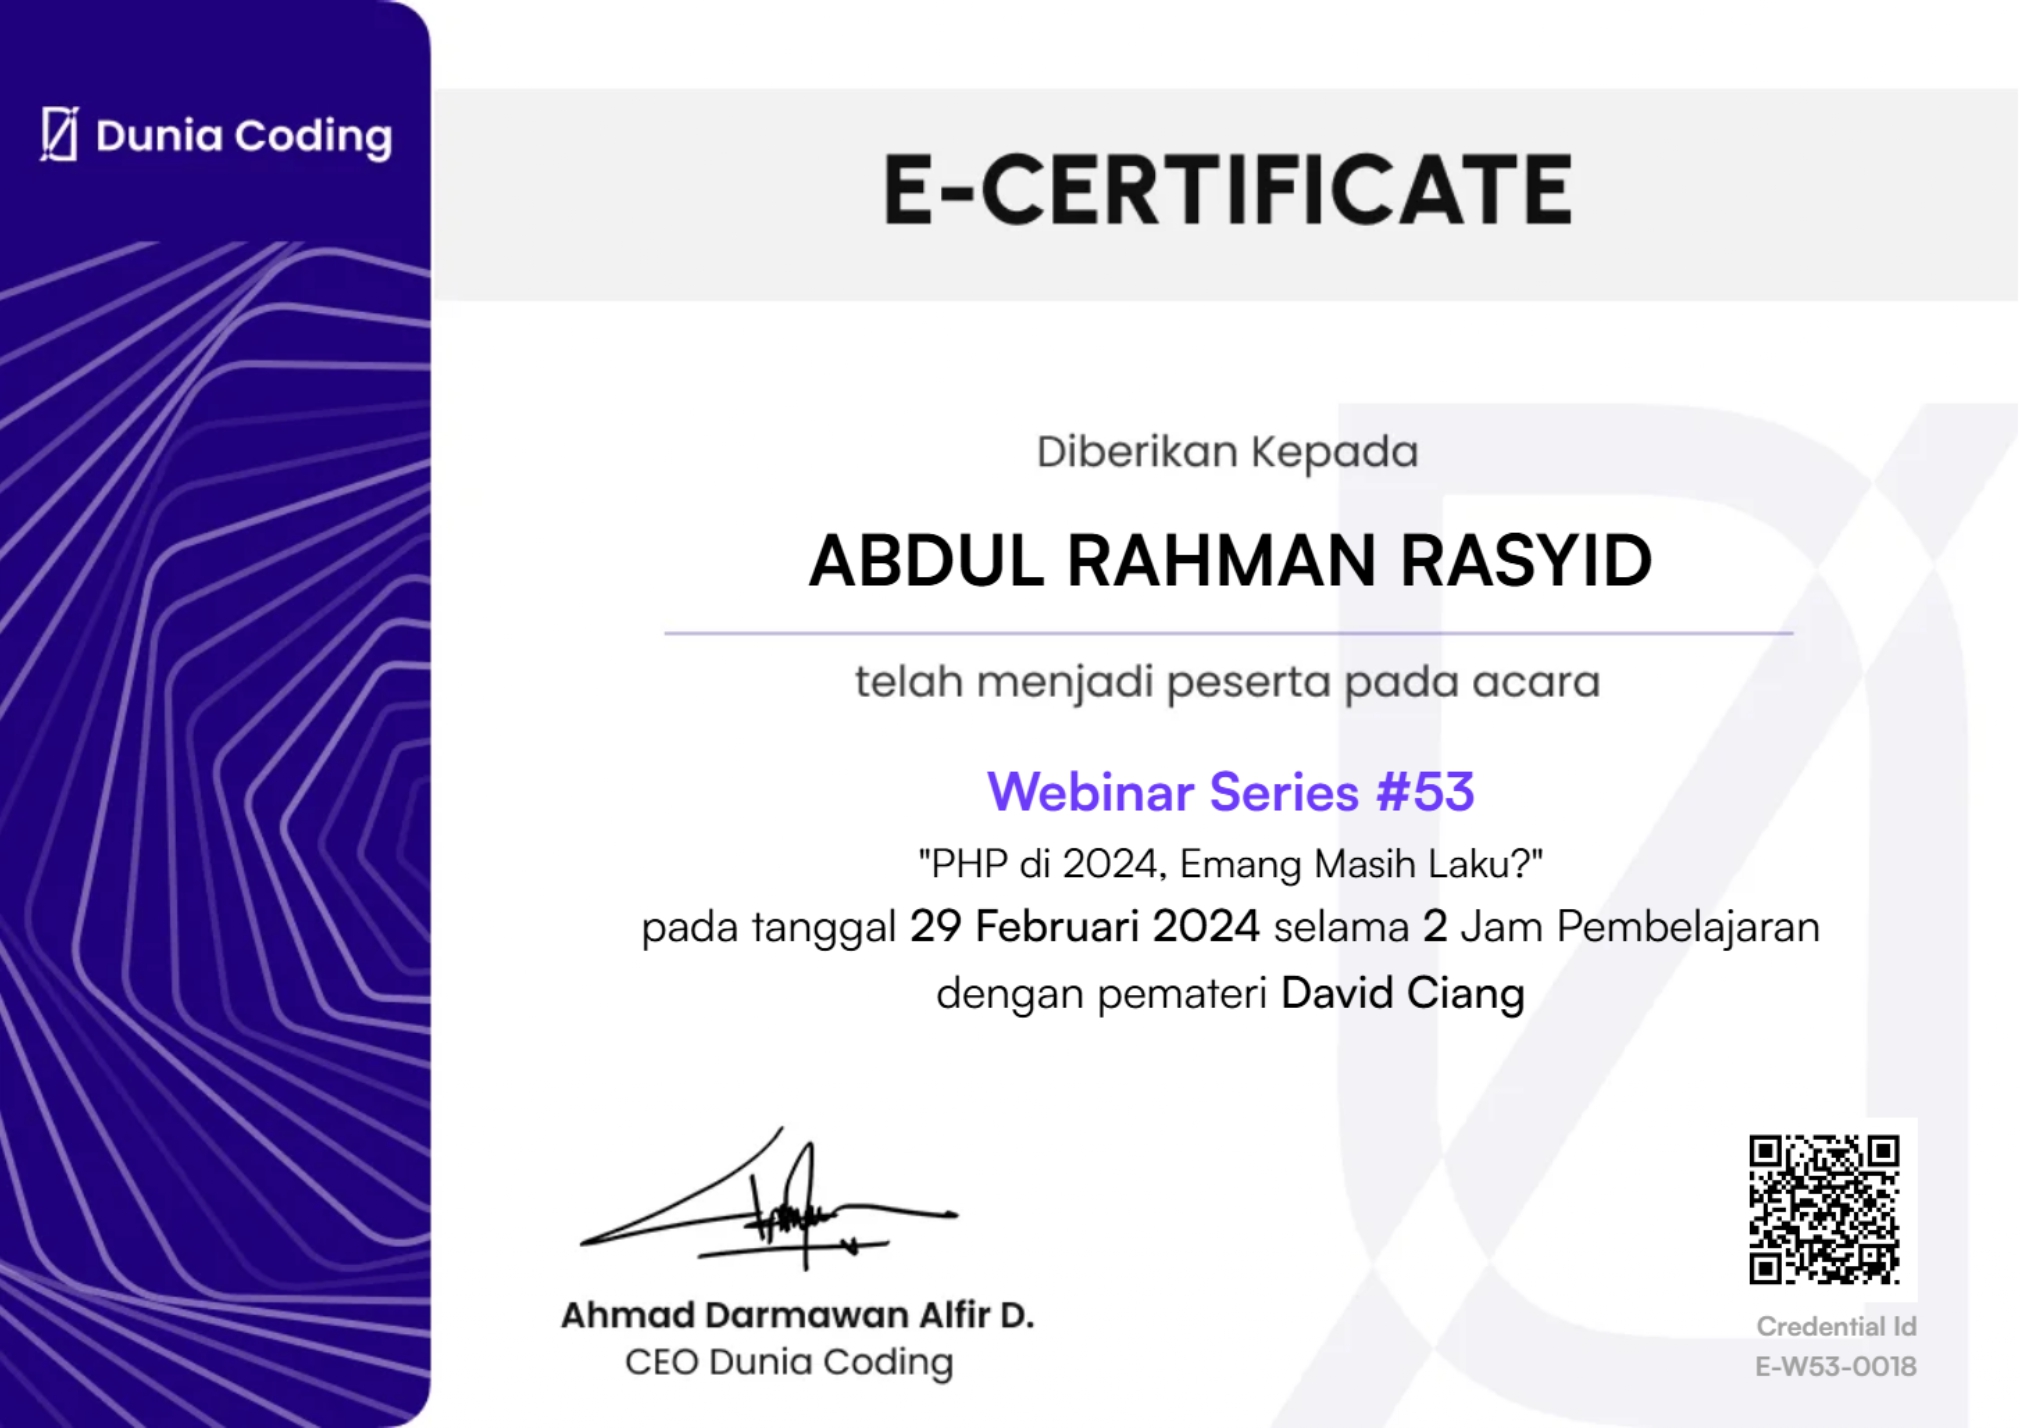 Dunia Coding
E-CERTIFICATE
Diberikan Kepada
ABDUL RAHMAN RASYID
telah menjadi peserta pada acara
Webinar Series #53
"PHP di 2024, Emang Masih Laku?"
pada tanggal 29 Februari 2024 selama 2 Jam Pembelajaran
dengan pemateri David Ciang
Ahmad Darmawan Alfir D.
CEO Dunia Coding
Credential Id
E-W53-0018